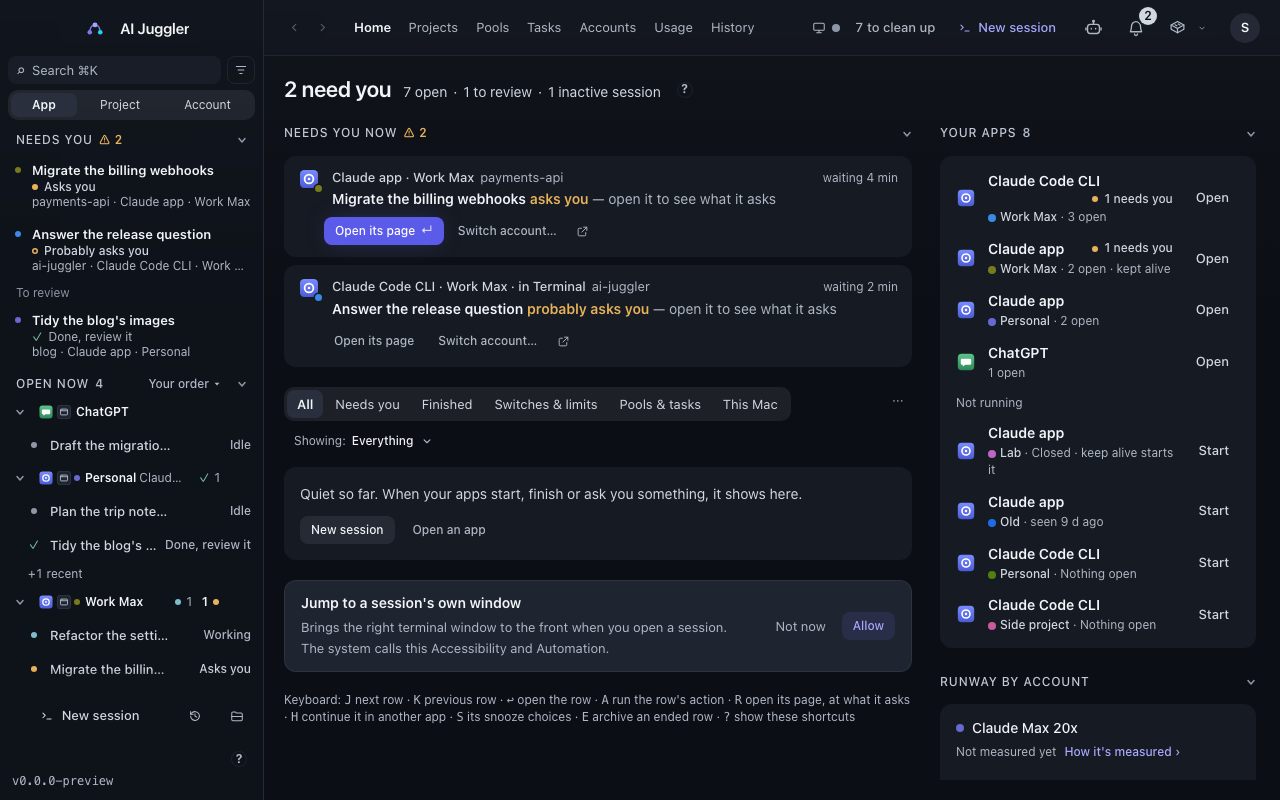 AI Juggler
Search ⌘K
App Project Account
NEEDS YOU 2
Migrate the billing webhooks
Asks you
payments-api · Claude app · Work Max
Answer the release question
Probably asks you
ai-juggler · Claude Code CLI · Work ...
To review
Tidy the blog's images
Done, review it
blog · Claude app · Personal
OPEN NOW 4 Your order
ChatGPT
Draft the migratio... Idle
Personal Claud... 1
Plan the trip note... Idle
Tidy the blog's ... Done, review it
+1 recent
Work Max 1 1
Refactor the setti... Working
Migrate the billin... Asks you
New session
?
v0.0.0-preview
Home Projects Pools Tasks Accounts Usage History
7 to clean up New session 2 S
2 need you 7 open · 1 to review · 1 inactive session ?
NEEDS YOU NOW 2
Claude app · Work Max payments-api waiting 4 min
Migrate the billing webhooks asks you — open it to see what it asks
Open its page ↵ Switch account...
Claude Code CLI · Work Max · in Terminal ai-juggler waiting 2 min
Answer the release question probably asks you — open it to see what it asks
Open its page Switch account...
All Needs you Finished Switches & limits Pools & tasks This Mac ...
Showing: Everything
Quiet so far. When your apps start, finish or ask you something, it shows here.
New session Open an app
Jump to a session's own window
Brings the right terminal window to the front when you open a session.
The system calls this Accessibility and Automation.
Not now Allow
Keyboard: J next row · K previous row · ↩ open the row · A run the row's action · R open its page, at what it asks
· H continue it in another app · S its snooze choices · E archive an ended row · ? show these shortcuts
YOUR APPS 8
Claude Code CLI
1 needs you
Work Max · 3 open
Open
Claude app 1 needs you
Work Max · 2 open · kept alive
Open
Claude app
Personal · 2 open
Open
ChatGPT
1 open
Open
Not running
Claude app
Lab · Closed · keep alive starts
it
Start
Claude app
Old · seen 9 d ago
Start
Claude Code CLI
Personal · Nothing open
Start
Claude Code CLI
Side project · Nothing open
Start
RUNWAY BY ACCOUNT
Claude Max 20x
Not measured yet How it's measured ›